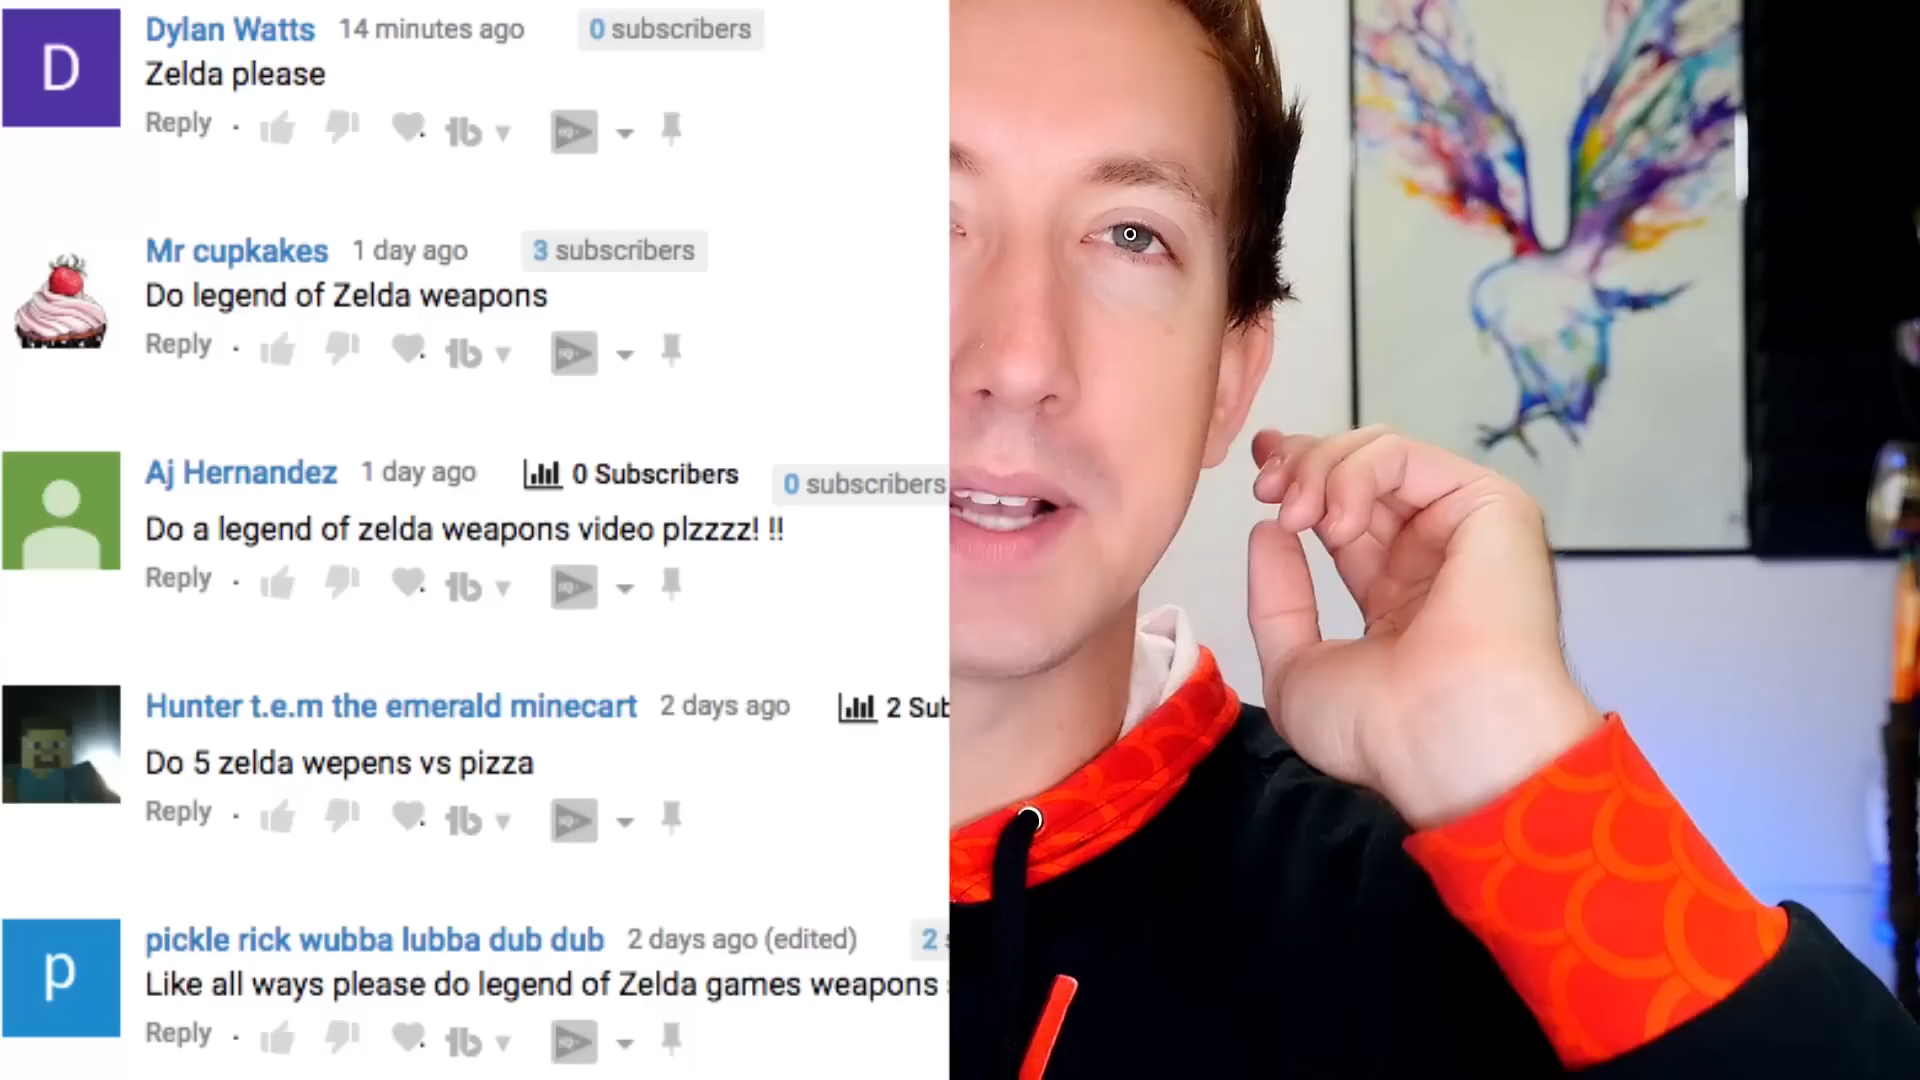 D
Dylan Watts 14 minutes ago 0 subscribers
Zelda please
Reply
Mr cupkakes 1 day ago 3 subscribers
Do legend of Zelda weapons
Reply
Aj Hernandez 1 day ago 0 Subscribers 0 subscribers
Do a legend of zelda weapons video plzzzz! !!
Reply
Hunter t.e.m the emerald minecart 2 days ago 2 Sub
Do 5 zelda wepens vs pizza
Reply
p
pickle rick wubba lubba dub dub 2 days ago (edited) 2
Like all ways please do legend of Zelda games weapons
Reply